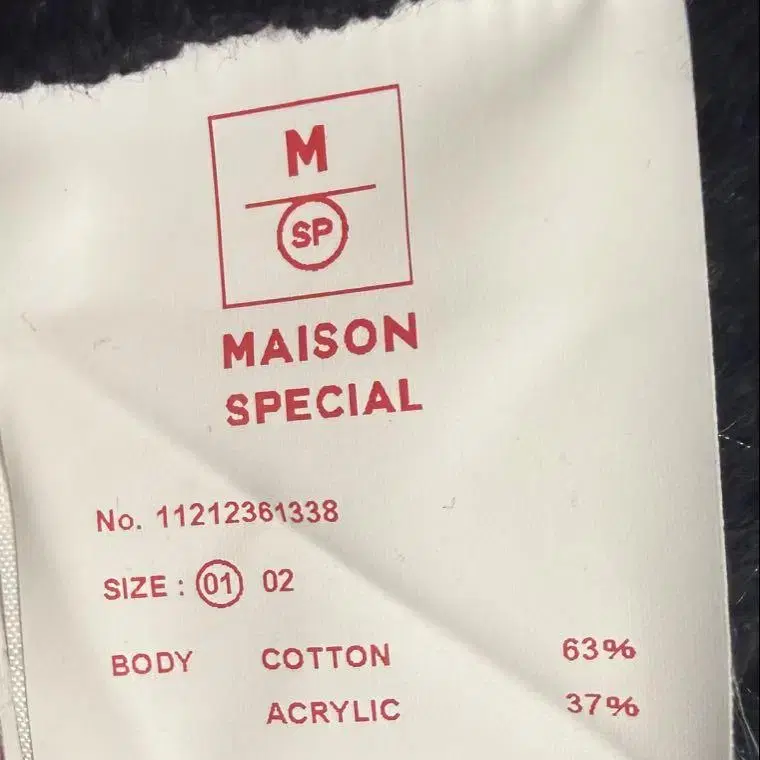 M
SP
MAISON
SPECIAL
No. 11212361338
SIZE : 01 02
BODY COTTON 63%
ACRYLIC 37%